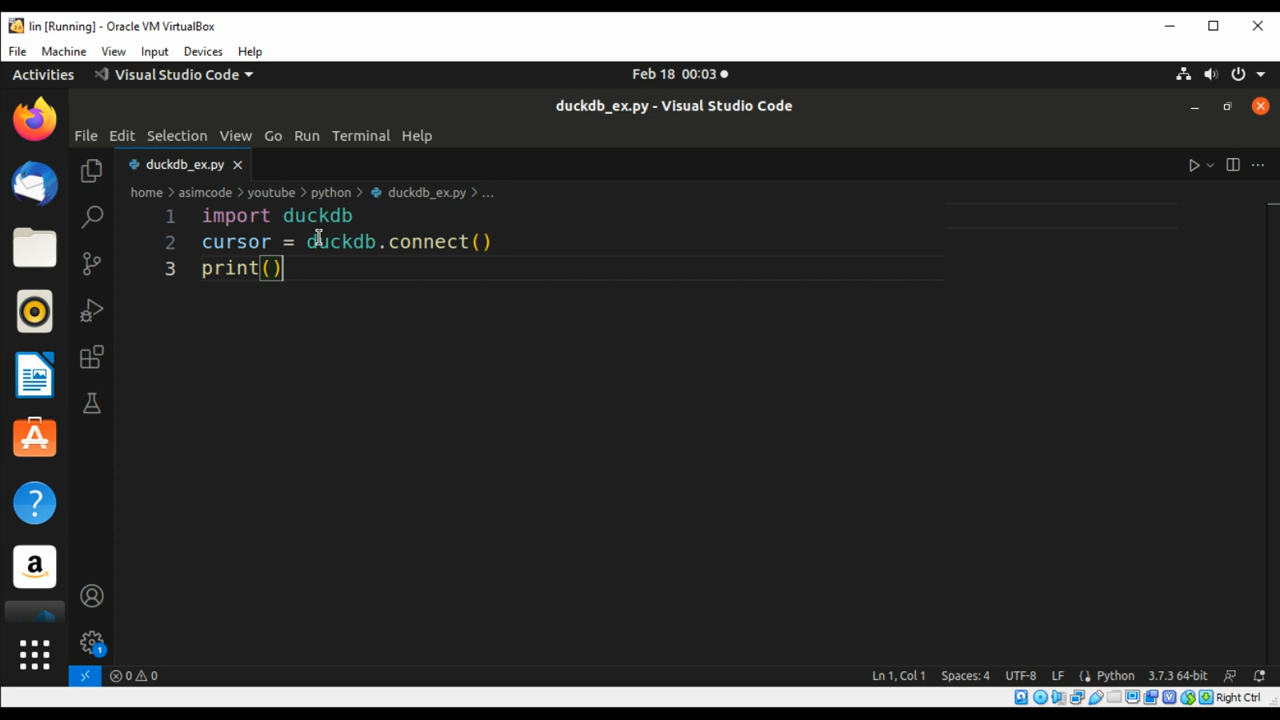 lin [Running] - Oracle VM VirtualBox
File Machine View Input Devices Help
Activities Visual Studio Code Feb 18 00:03
duckdb_ex.py - Visual Studio Code
File Edit Selection View Go Run Terminal Help
duckdb_ex.py
home > asimcode > youtube > python > duckdb_ex.py > ...
1 import duckdb
2 cursor = duckdb.connect()
3 print()
1
0 0 Ln 1, Col 1 Spaces: 4 UTF-8 LF Python 3.7.3 64-bit
Right Ctrl